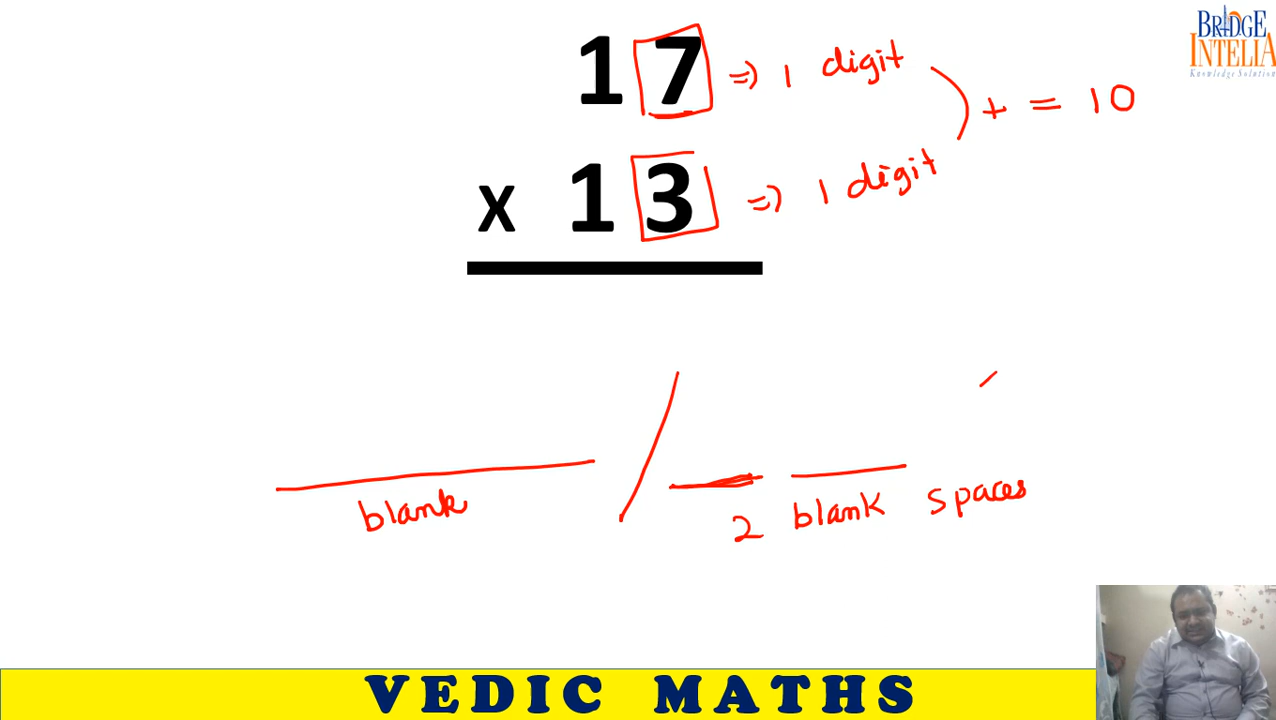 BRIDGE
INTELIA
Knowledge Solution
17 => 1 digit
+ = 10
x 13 => 1 digit
blank / 2 blank spaces
VEDIC MATHS